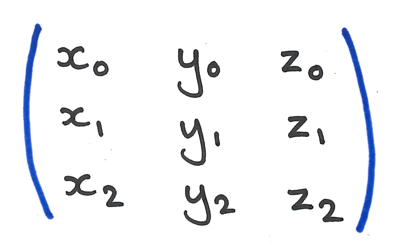 x₀ y₀ z₀
x₁ y₁ z₁
x₂ y₂ z₂